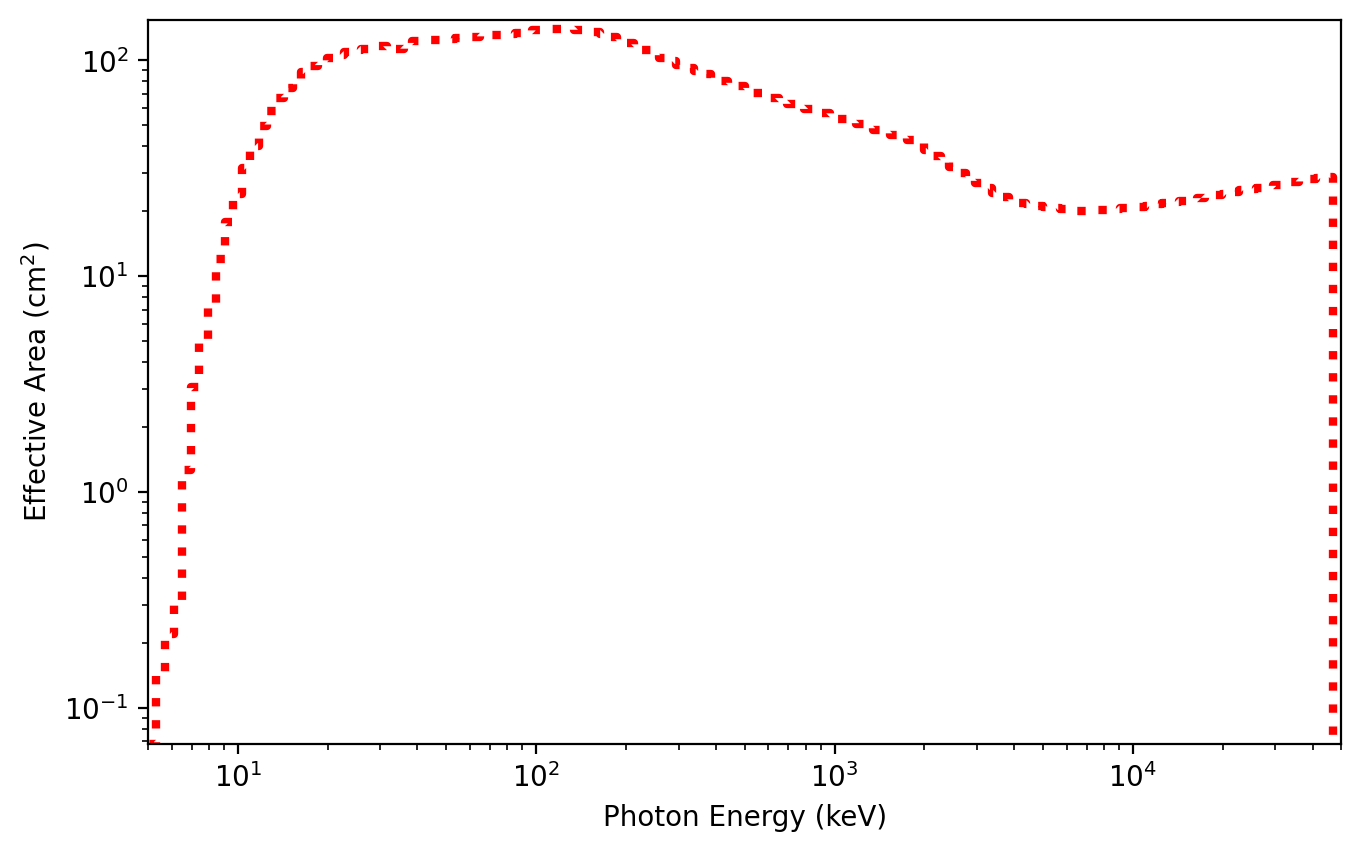 10²
10¹
10⁰
10⁻¹
Effective Area (cm²)
10¹ 10² 10³ 10⁴
Photon Energy (keV)